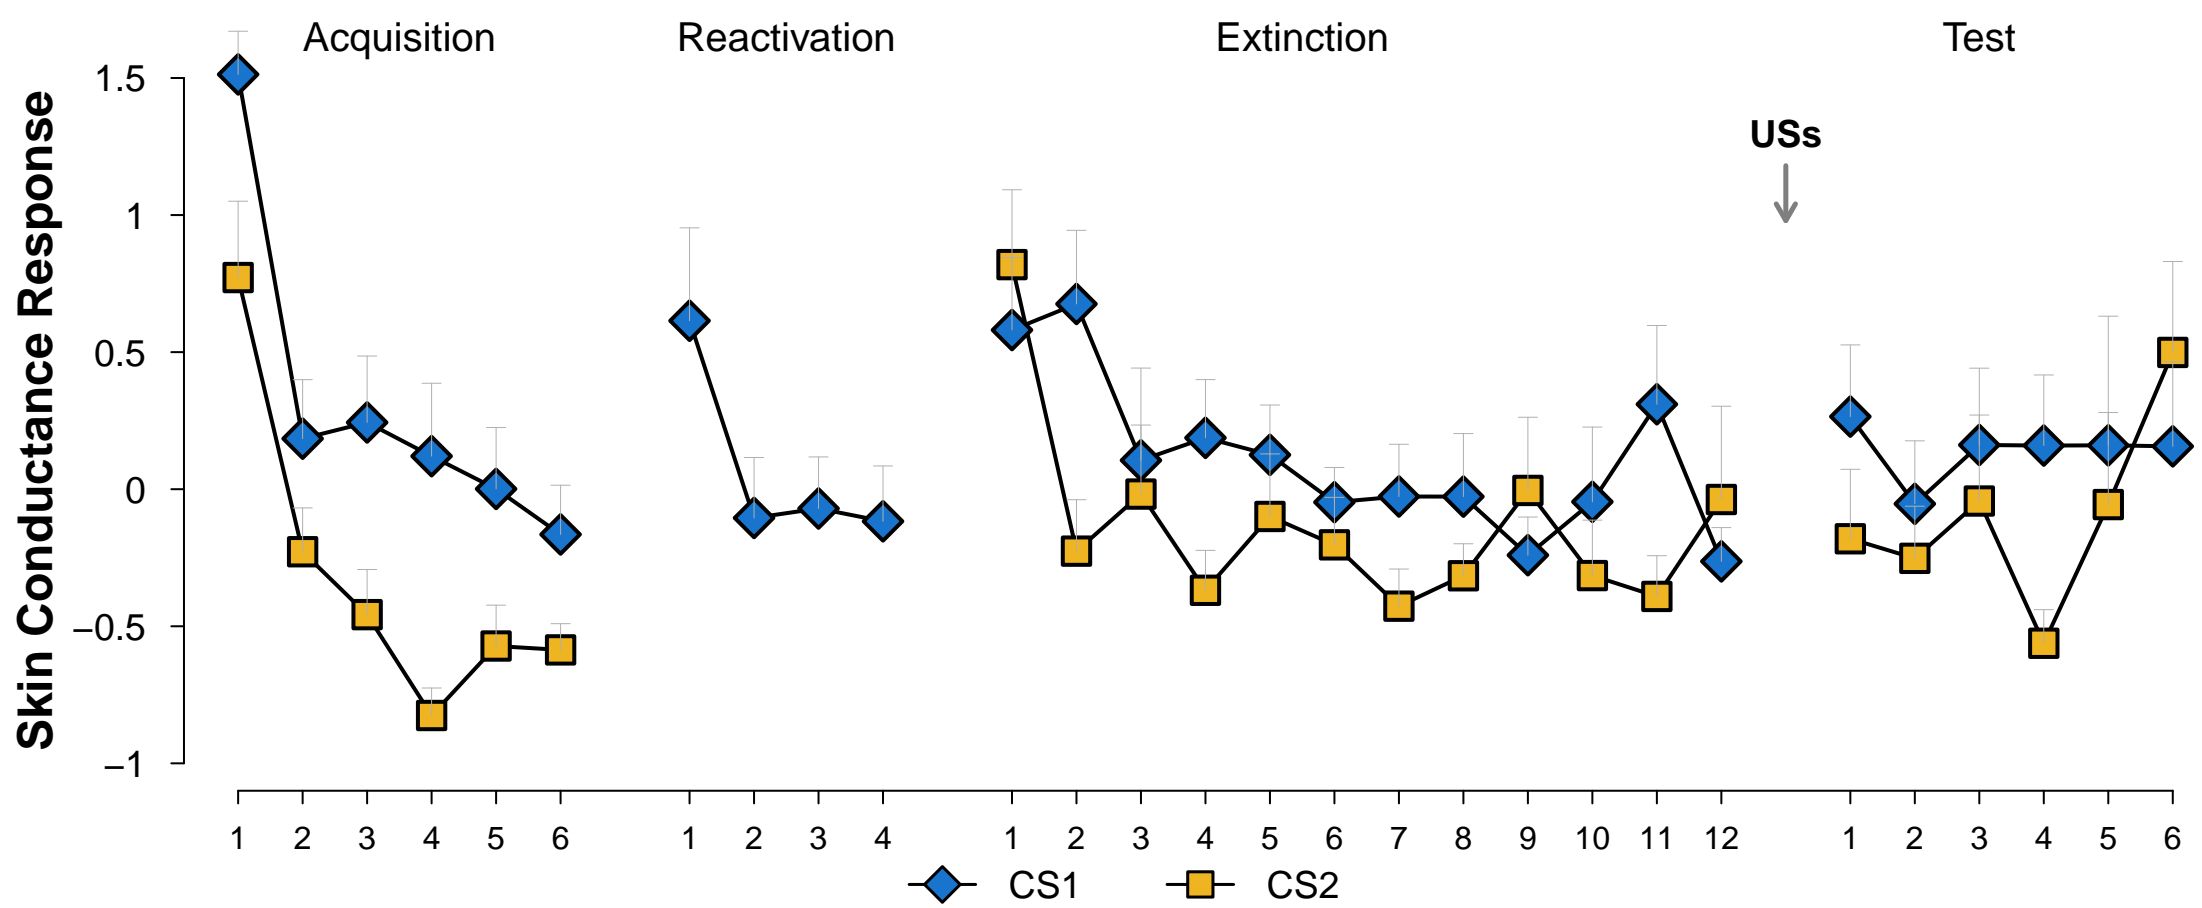 Acquisition Reactivation Extinction Test
1.5
1
0.5
0
−0.5
−1
Skin Conductance Response
USs
1 2 3 4 5 6 1 2 3 4 1 2 3 4 5 6 7 8 9 10 11 12 1 2 3 4 5 6
CS1 CS2